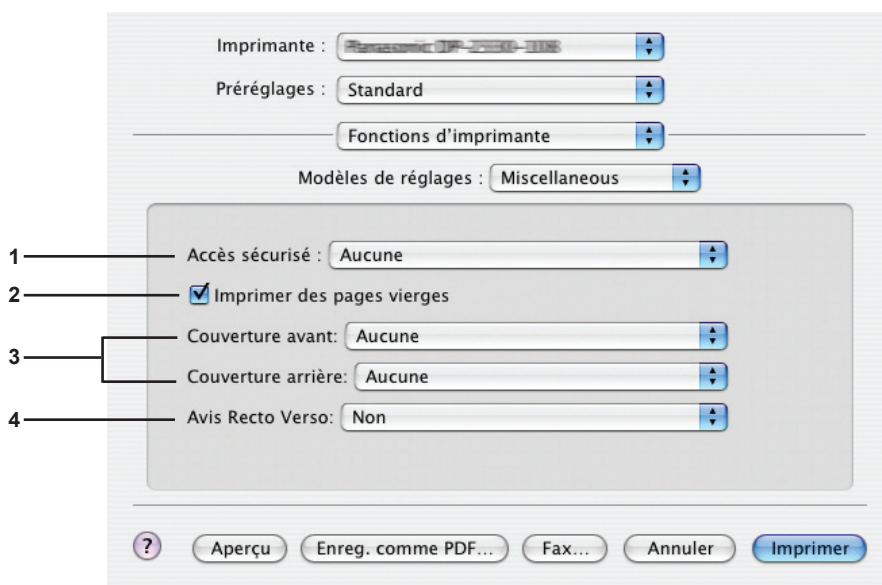 Imprimante :
Préréglages : Standard
Fonctions d'imprimante
Modèles de réglages : Miscellaneous
1 Accès sécurisé : Aucune
2 Imprimer des pages vierges
3
Couverture avant: Aucune
Couverture arrière: Aucune
4 Avis Recto Verso: Non
? Aperçu Enreg. comme PDF... Fax... Annuler Imprimer